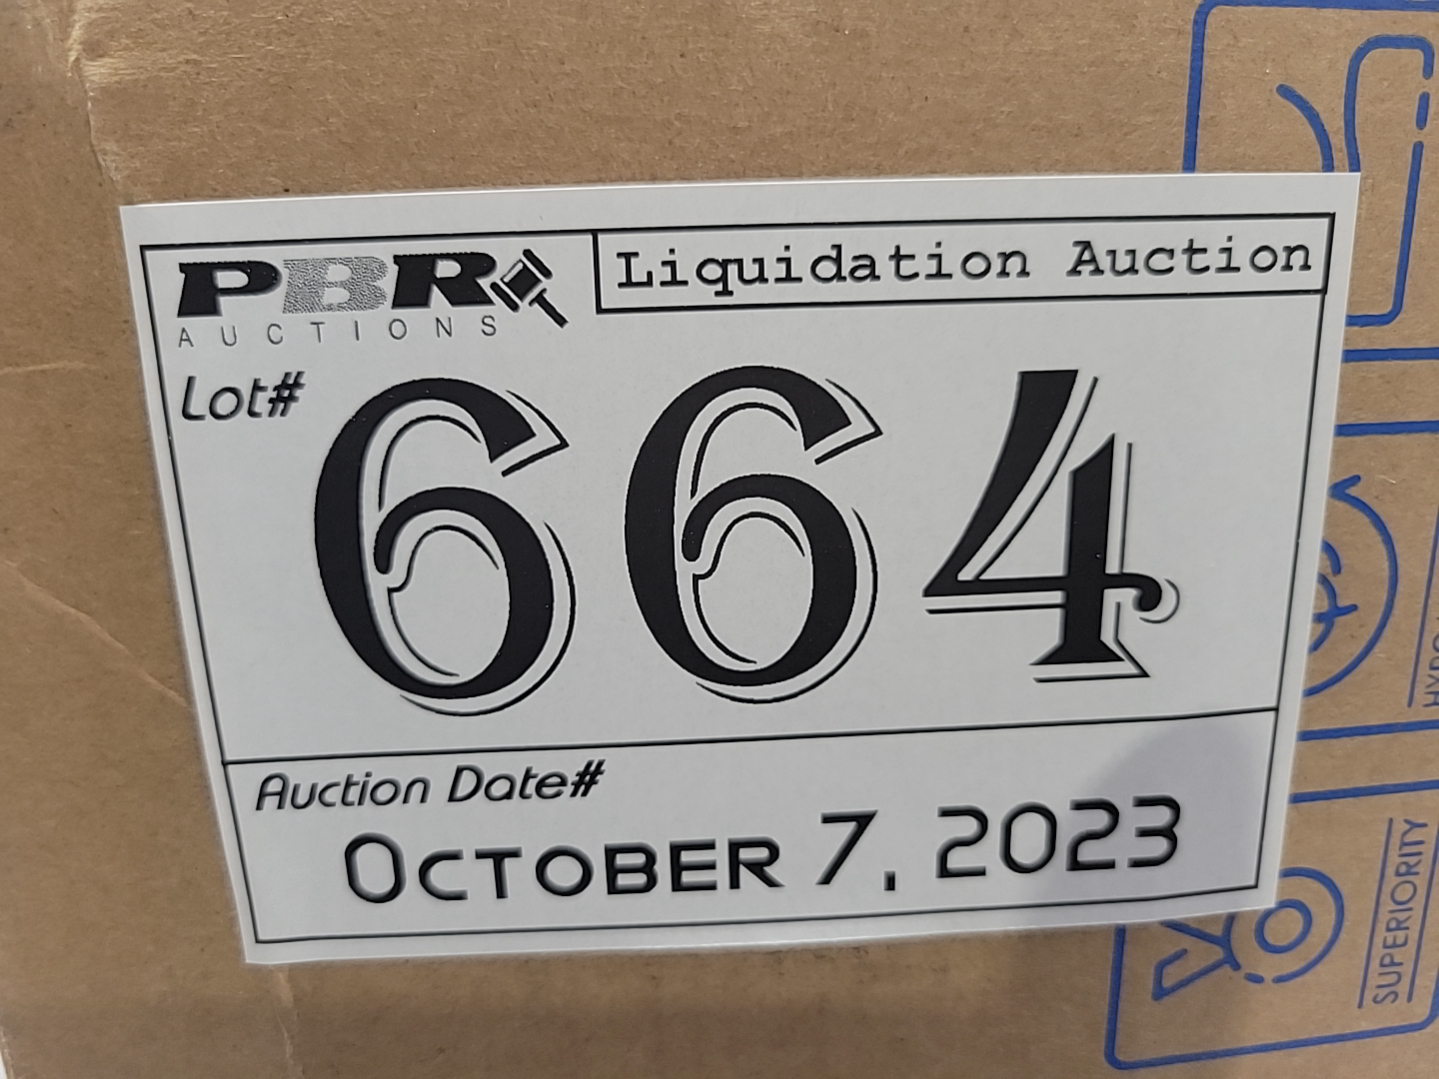 PBR
AUCTIONS
Liquidation Auction
Lot# 664
Auction Date#
OCTOBER 7, 2023
SUPERIORITY